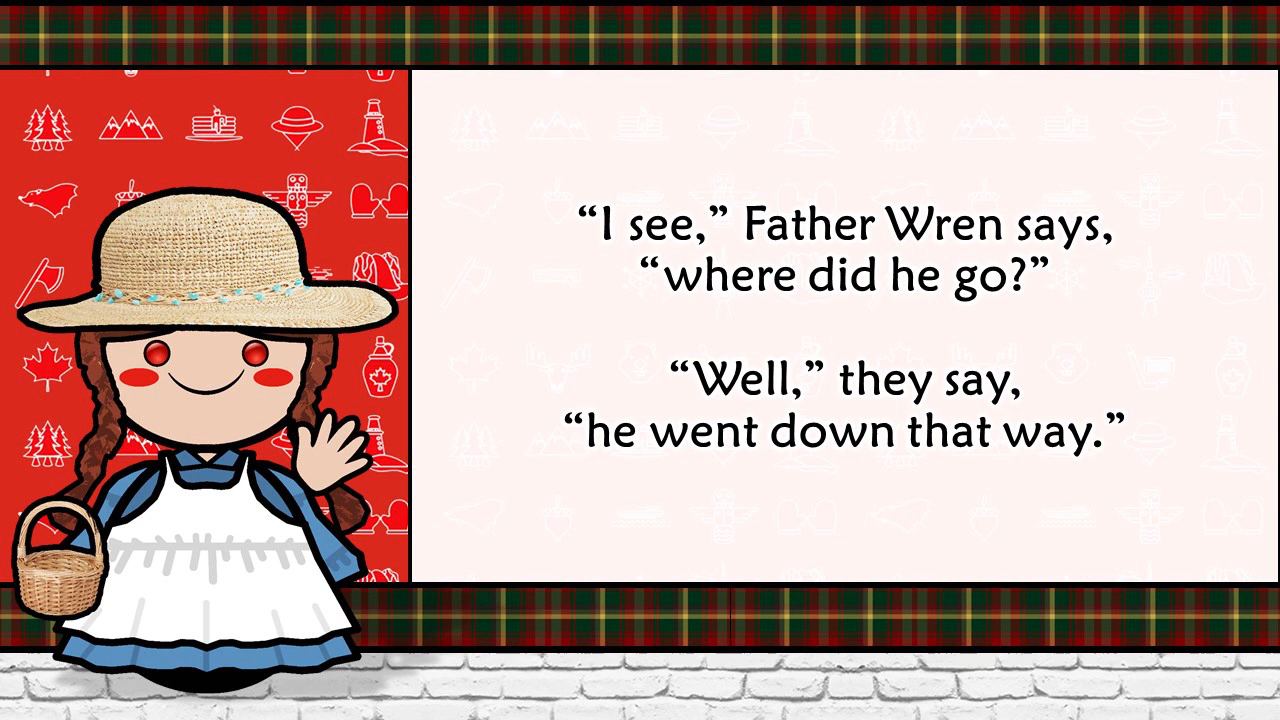 “I see,” Father Wren says,
“where did he go?”
“Well,” they say,
“he went down that way.”